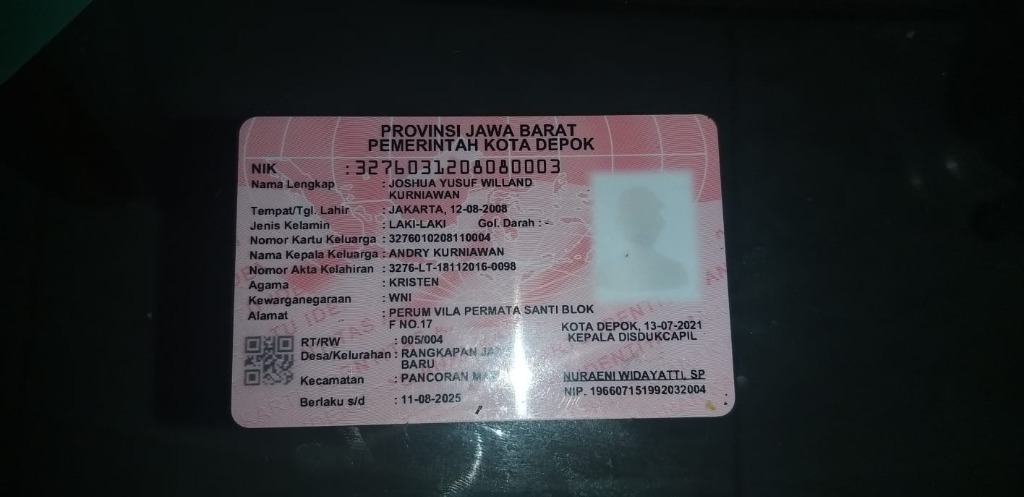 PROVINSI JAWA BARAT
PEMERINTAH KOTA DEPOK
NIK : 3276031208080003
Nama Lengkap : JOSHUA YUSUF WILLAND
KURNIAWAN
Tempat/Tgl. Lahir : JAKARTA, 12-08-2008
Jenis Kelamin : LAKI-LAKI Gol. Darah : -
Nomor Kartu Keluarga : 3276010208110004
Nama Kepala Keluarga : ANDRY KURNIAWAN
Nomor Akta Kelahiran : 3276-LT-18112016-0098
Agama : KRISTEN
Kewarganegaraan : WNI
Alamat : PERUM VILA PERMATA SANTI BLOK
F NO.17
RT/RW : 005/004
Desa/Kelurahan : RANGKAPAN
BARU
Kecamatan : PANCORAN
Berlaku s/d : 11-08-2025
KOTA DEPOK, 13-07-2021
KEPALA DISDUKCAPIL
NURAENI WIDAYATTI, SP
NIP. 196607151992032004